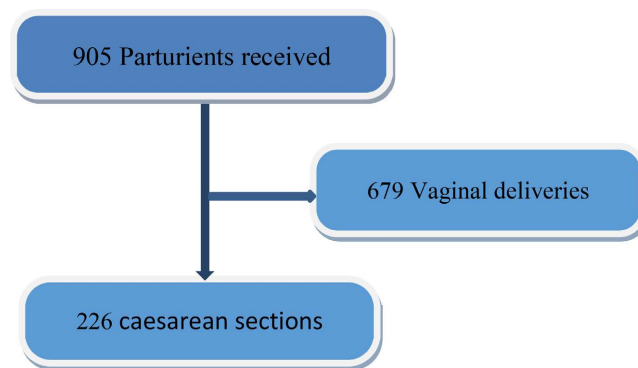 905 Parturients received
679 Vaginal deliveries
226 caesarean sections